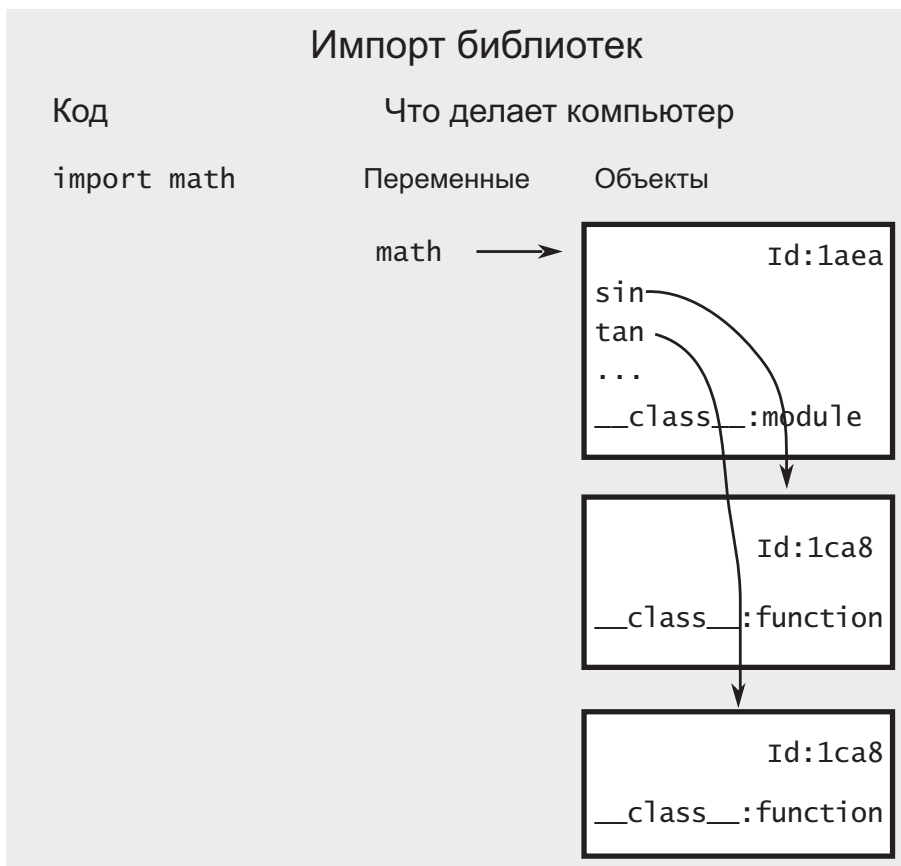 Импорт библиотек
Код Что делает компьютер
import math Переменные Объекты
math Id:1aea
sin
tan
...
__class__:module
Id:1ca8
__class__:function
Id:1ca8
__class__:function